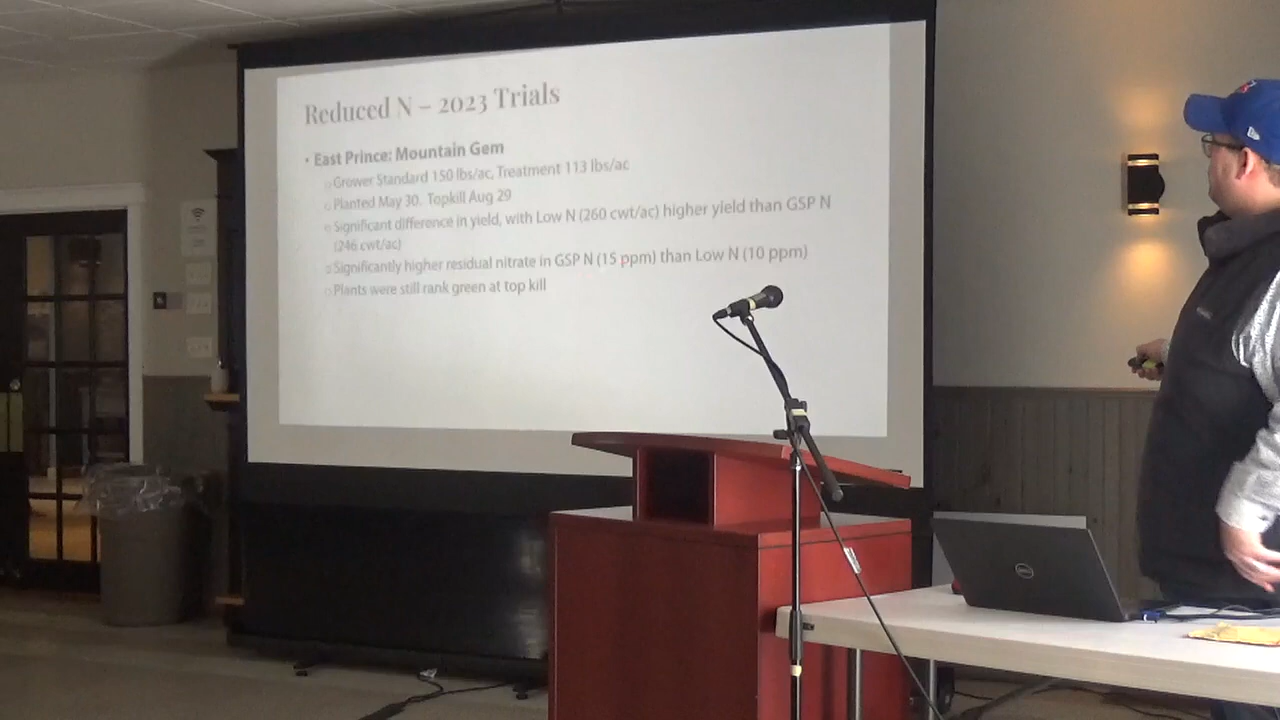 Reduced N – 2023 Trials
• East Prince: Mountain Gem
○ Grower Standard 150 lbs/ac, Treatment 113 lbs/ac
○ Planted May 30. Topkill Aug 29
○ Significant difference in yield, with Low N (260 cwt/ac) higher yield than GSP N
(246 cwt/ac)
○ Significantly higher residual nitrate in GSP N (15 ppm) than Low N (10 ppm)
○ Plants were still rank green at top kill
DELL